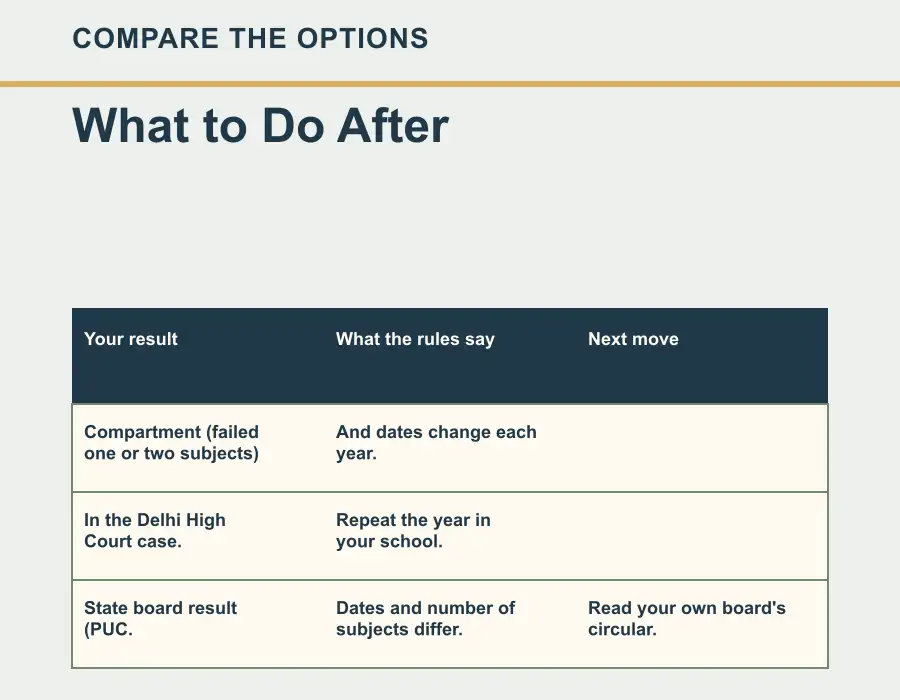 COMPARE THE OPTIONS
What to Do After
Your result
What the rules say
Next move
Compartment (failed
one or two subjects)
And dates change each
year.
In the Delhi High
Court case.
Repeat the year in
your school.
State board result
(PUC.
Dates and number of
subjects differ.
Read your own board's
circular.